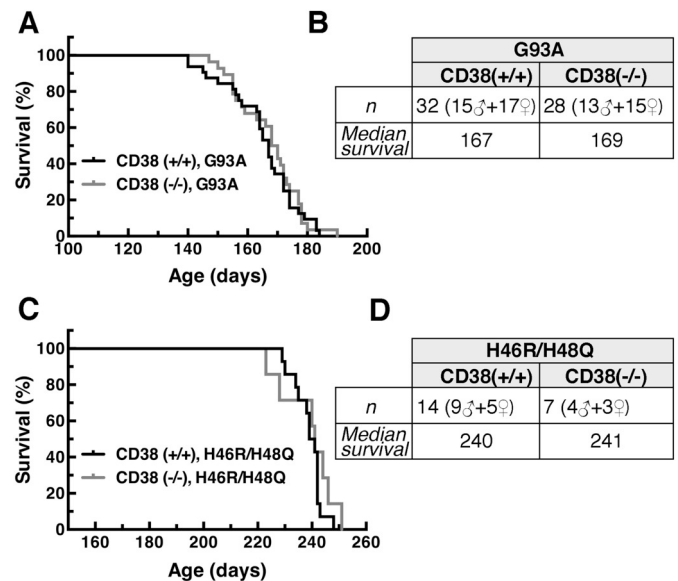 A
Survival (%)
100
80
60
40
20
0
CD38 (+/+), G93A
CD38 (-/-), G93A
100 120 140 160 180 200
Age (days)
B
G93A
CD38(+/+) CD38(-/-)
n 32 (15♂+17♀) 28 (13♂+15♀)
Median
survival 167 169
C
Survival (%)
100
80
60
40
20
0
CD38 (+/+), H46R/H48Q
CD38 (-/-), H46R/H48Q
160 180 200 220 240 260
Age (days)
D
H46R/H48Q
CD38(+/+) CD38(-/-)
n 14 (9♂+5♀) 7 (4♂+3♀)
Median
survival 240 241